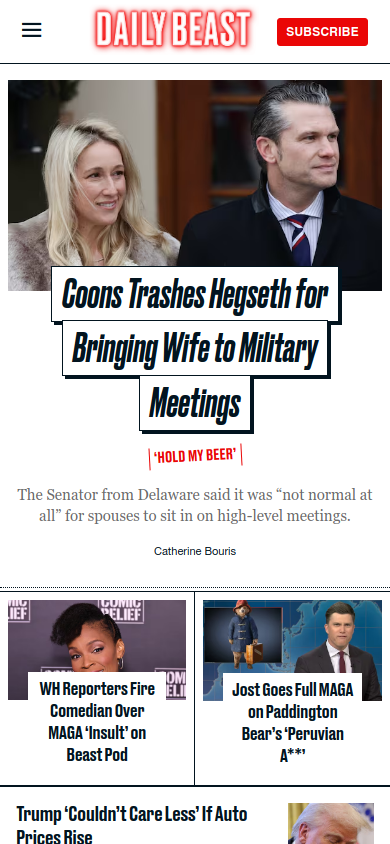 DAILY BEAST
SUBSCRIBE
Coons Trashes Hegseth for
Bringing Wife to Military
Meetings
‘HOLD MY BEER’
The Senator from Delaware said it was “not normal at
all” for spouses to sit in on high-level meetings.
Catherine Bouris
COMIC
RELIEF
WH Reporters Fire
Comedian Over
MAGA ‘Insult’ on
Beast Pod
Jost Goes Full MAGA
on Paddington
Bear’s ‘Peruvian
A**’
Trump ‘Couldn’t Care Less’ If Auto
Prices Rise